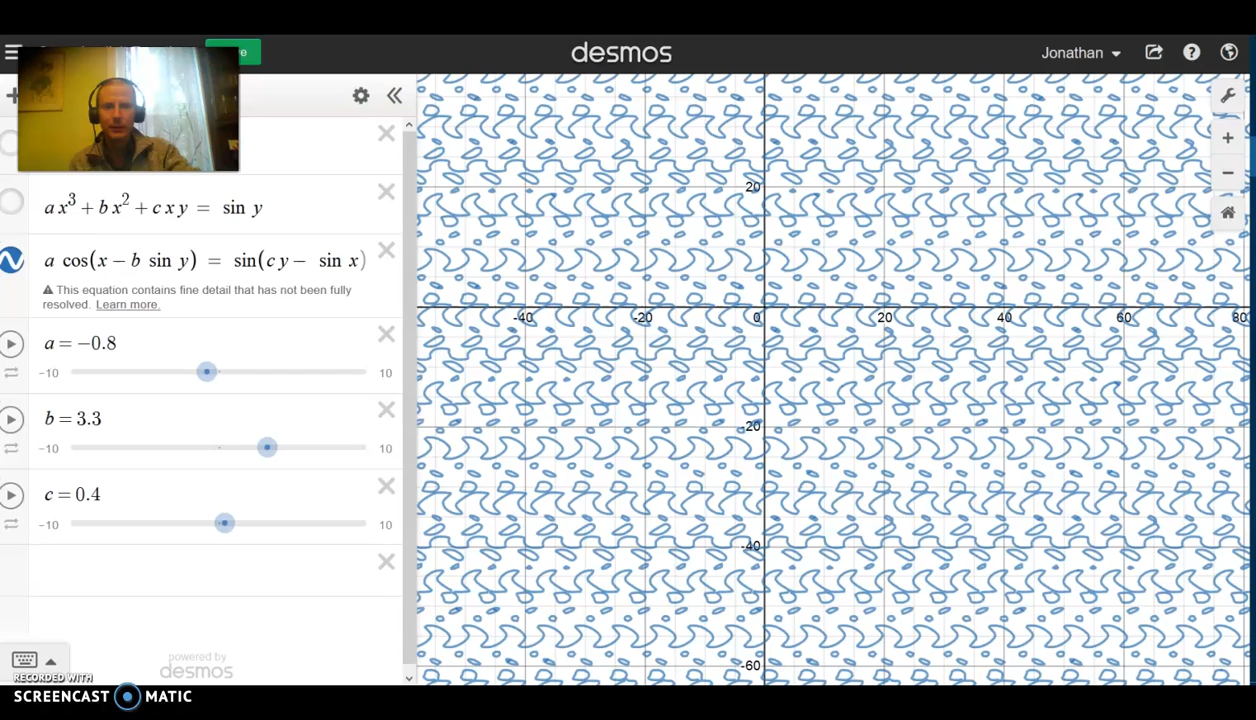 e
desmos
Jonathan
a x³ + b x² + c x y = sin y
a cos(x − b sin y) = sin(c y − sin x)
This equation contains fine detail that has not been fully
resolved. Learn more.
a = −0.8
-10
10
b = 3.3
-10
10
c = 0.4
-10
10
powered by
desmos
RECORDED WITH
SCREENCAST MATIC
20
-40
-20
0
20
40
60
80
-20
-40
-60